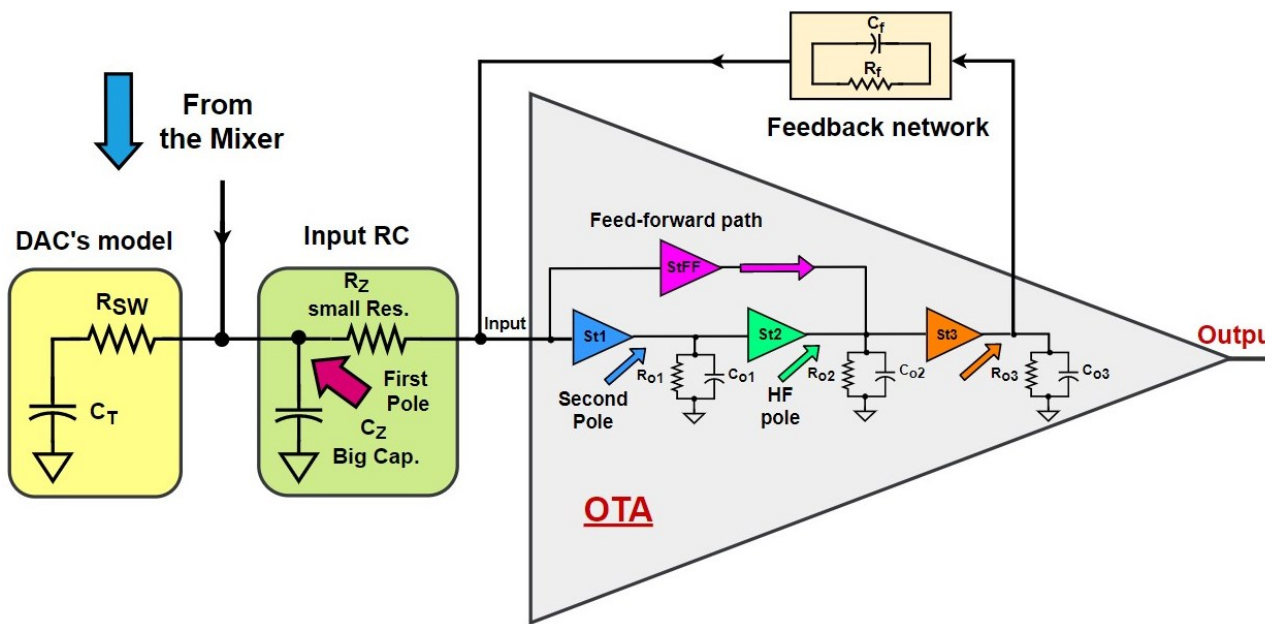 From
the Mixer
DAC's model
R_SW
C_T
Input RC
R_Z
small Res.
First
Pole
C_Z
Big Cap.
Input
C_f
R_f
Feedback network
Feed-forward path
StFF
St1
St2
St3
Second
Pole
R_o1
C_o1
HF
pole
R_o2
C_o2
R_o3
C_o3
OTA
Outpu